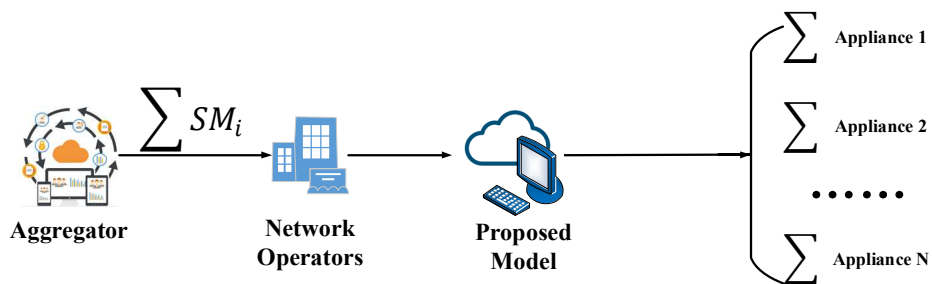 ∑ Appliance 1
∑ SM_i
∑ Appliance 2
Aggregator
Network
Operators
Proposed
Model
......
∑ Appliance N